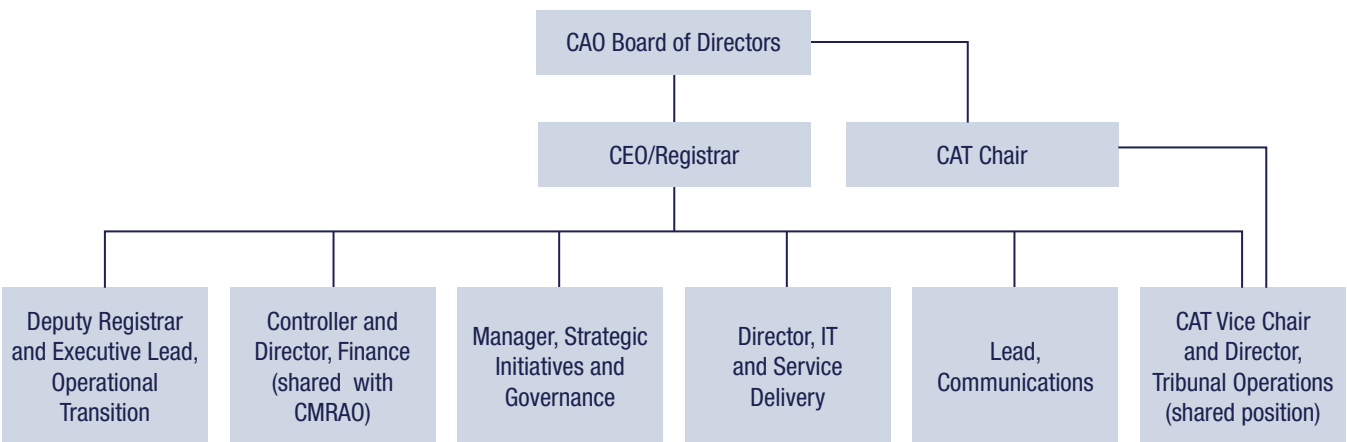 CAO Board of Directors
CEO/Registrar
CAT Chair
Deputy Registrar
and Executive Lead,
Operational
Transition
Controller and
Director, Finance
(shared with
CMRAO)
Manager, Strategic
Initiatives and
Governance
Director, IT
and Service
Delivery
Lead,
Communications
CAT Vice Chair
and Director,
Tribunal Operations
(shared position)